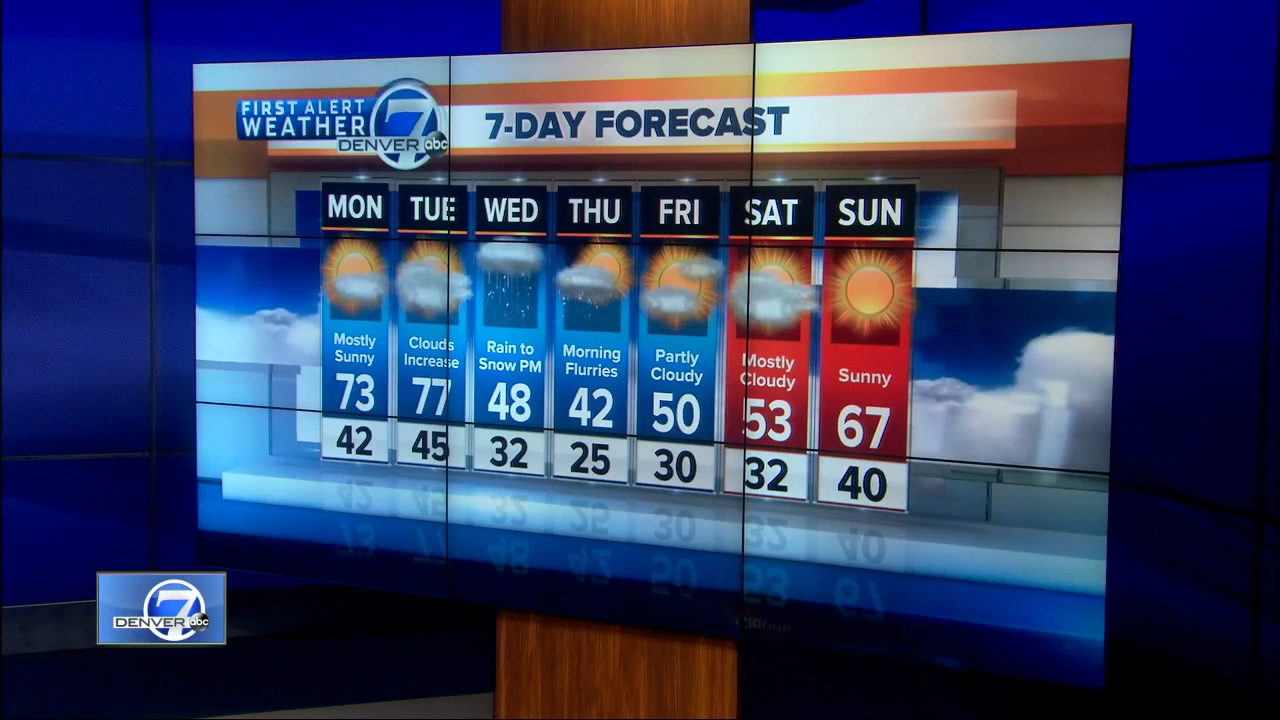 FIRST ALERT
WEATHER
DENVER 7 abc
7-DAY FORECAST
MON TUE WED THU FRI SAT SUN
Mostly Sunny
Clouds Increase
Rain to Snow PM
Morning Flurries
Partly Cloudy
Mostly Cloudy
Sunny
73 77 48 42 50 53 67
42 45 32 25 30 32 40
DENVER 7 abc